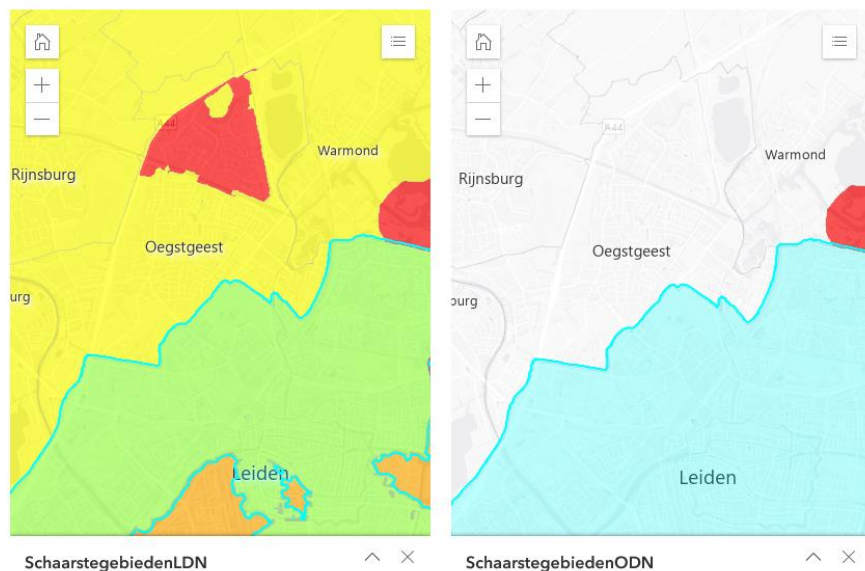 A44
Warmond
Rijnsburg
Oegstgeest
urg
Leiden
SchaarstegebiedenLDN
A44
Warmond
Rijnsburg
Oegstgeest
burg
Leiden
SchaarstegebiedenODN